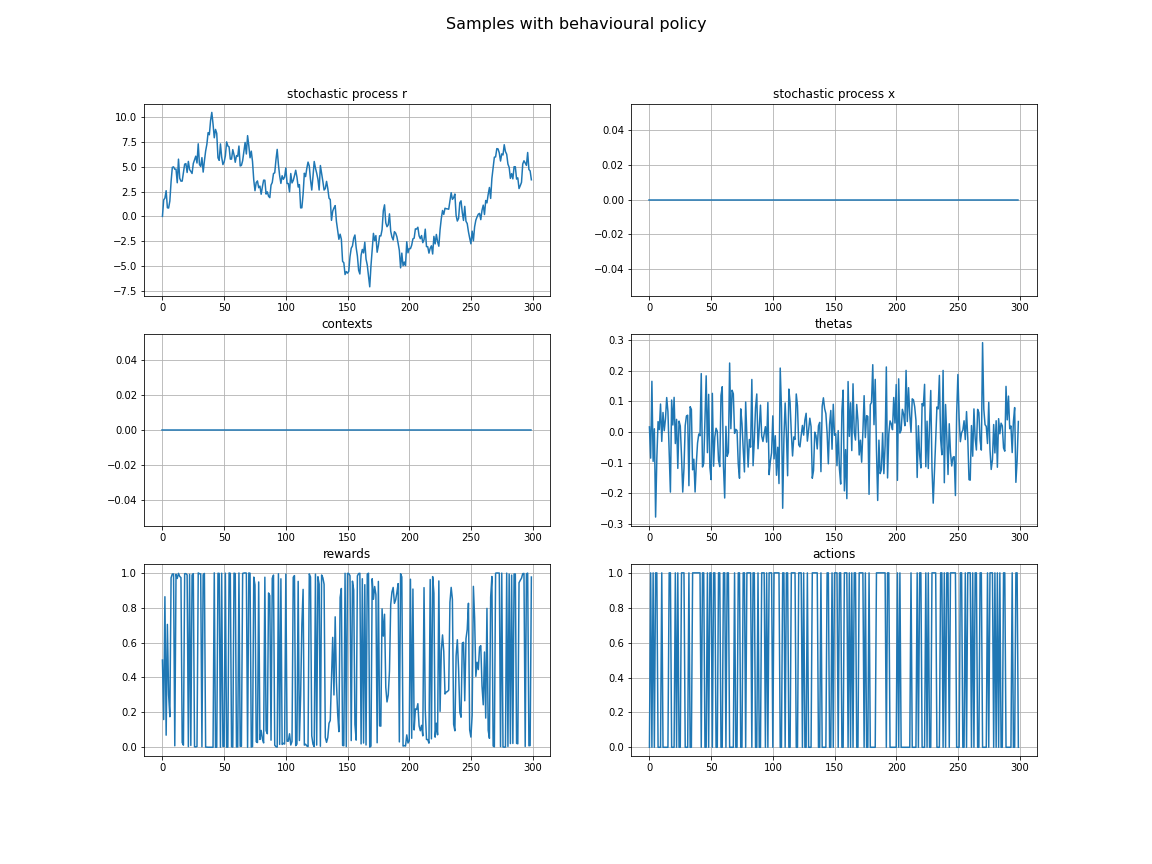 Samples with behavioural policy
stochastic process r
10.0
7.5
5.0
2.5
0.0
−2.5
−5.0
−7.5
0 50 100 150 200 250 300
stochastic process x
0.04
0.02
0.00
−0.02
−0.04
0 50 100 150 200 250 300
contexts
0.04
0.02
0.00
−0.02
−0.04
0 50 100 150 200 250 300
thetas
0.3
0.2
0.1
0.0
−0.1
−0.2
−0.3
0 50 100 150 200 250 300
rewards
1.0
0.8
0.6
0.4
0.2
0.0
0 50 100 150 200 250 300
actions
1.0
0.8
0.6
0.4
0.2
0.0
0 50 100 150 200 250 300